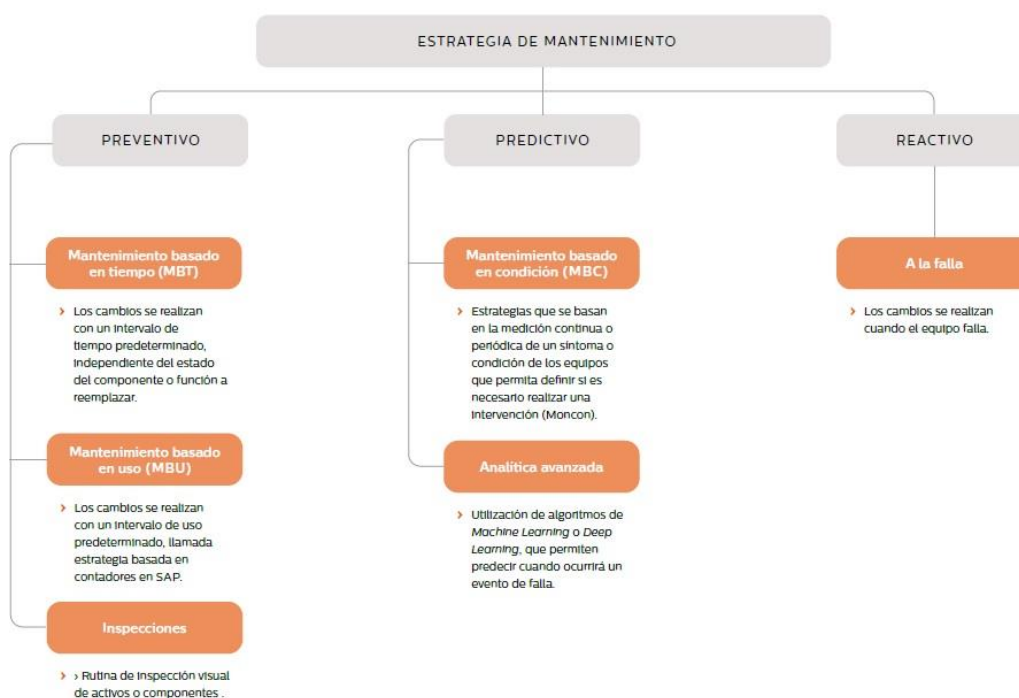 ESTRATEGIA DE MANTENIMIENTO
PREVENTIVO
Mantenimiento basado
en tiempo (MBT)
› Los cambios se realizan
con un intervalo de
tiempo predeterminado,
independiente del estado
del componente o función a
reemplazar.
Mantenimiento basado
en uso (MBU)
› Los cambios se realizan
con un intervalo de uso
predeterminado, llamada
estrategia basada en
contadores en SAP.
Inspecciones
› › Rutina de inspección visual
de activos o componentes .
PREDICTIVO
Mantenimiento basado
en condición (MBC)
› Estrategias que se basan
en la medición continua o
periódica de un síntoma o
condición de los equipos
que permita definir si es
necesario realizar una
intervención (Moncon).
Analítica avanzada
› Utilización de algoritmos de
Machine Learning o Deep
Learning, que permiten
predecir cuando ocurrirá un
evento de falla.
REACTIVO
A la falla
› Los cambios se realizan
cuando el equipo falla.